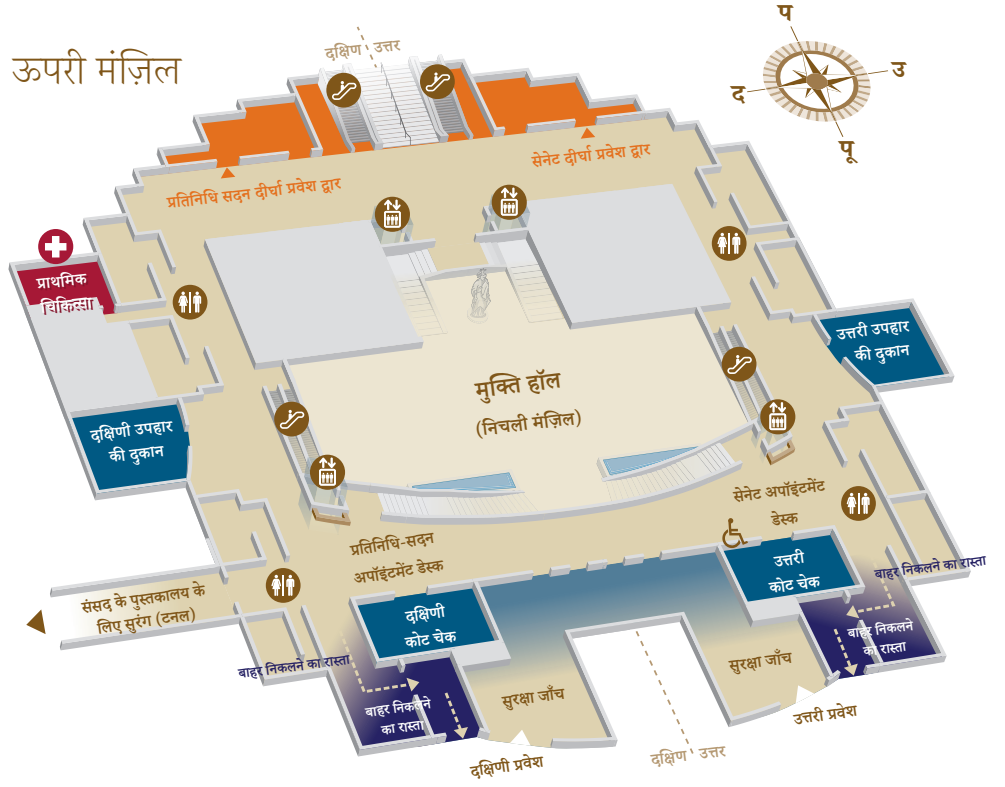 ऊपरी मंज़िल
दक्षिण उत्तर
प
उ
द
पू
प्रतिनिधि सदन दीर्घा प्रवेश द्वार
सेनेट दीर्घा प्रवेश द्वार
प्राथमिक
चिकित्सा
उत्तरी उपहार
की दुकान
मुक्ति हॉल
(निचली मंज़िल)
दक्षिणी उपहार
की दुकान
सेनेट अपॉइंटमेंट
डेस्क
प्रतिनिधि-सदन
अपॉइंटमेंट डेस्क
उत्तरी
कोट चेक
बाहर निकलने का रास्ता
संसद के पुस्तकालय के
लिए सुरंग (टनल)
दक्षिणी
कोट चेक
बाहर निकलने
का रास्ता
बाहर निकलने का रास्ता
सुरक्षा जाँच
सुरक्षा जाँच
बाहर निकलने
का रास्ता
उत्तरी प्रवेश
दक्षिणी प्रवेश
दक्षिण उत्तर